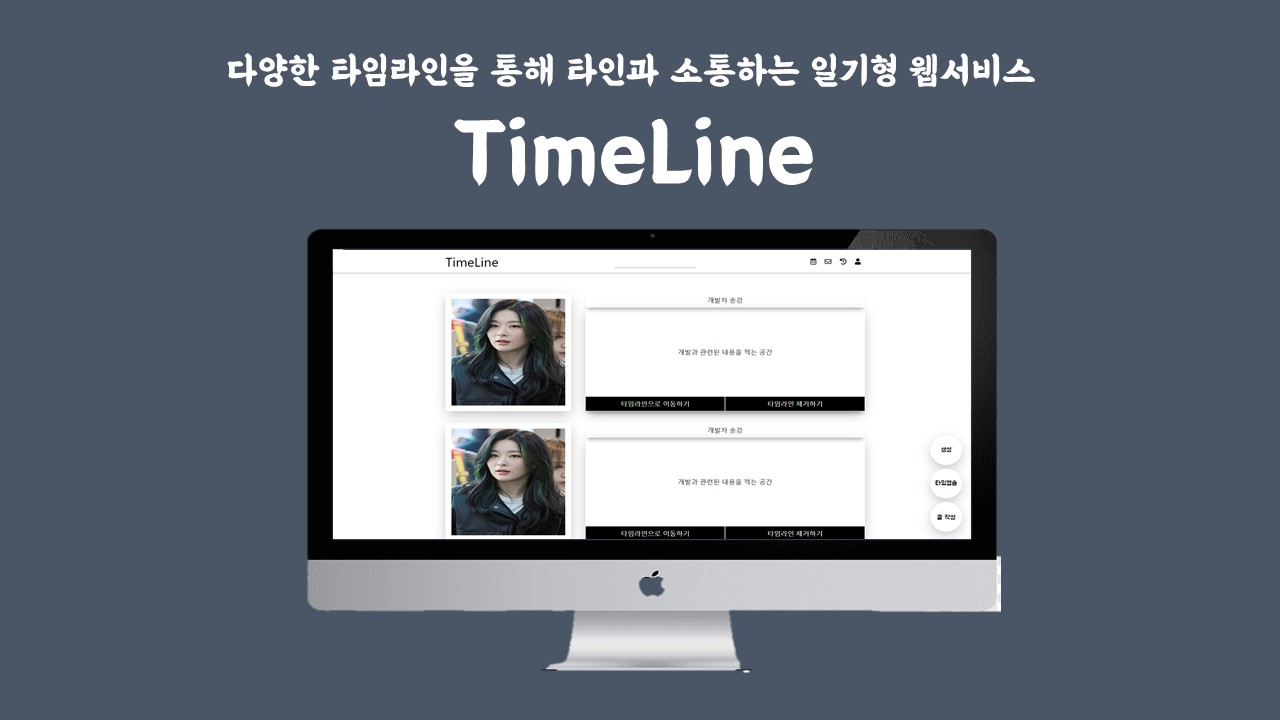 다양한 타임라인을 통해 타인과 소통하는 일기형 웹서비스
TimeLine
TimeLine
개발자 송강
개발과 관련된 내용을 적는 공간
타임라인으로 이동하기 타임라인 제거하기
개발자 송강
개발과 관련된 내용을 적는 공간
타임라인으로 이동하기 타임라인 제거하기
생성
타임캡슐
글 작성